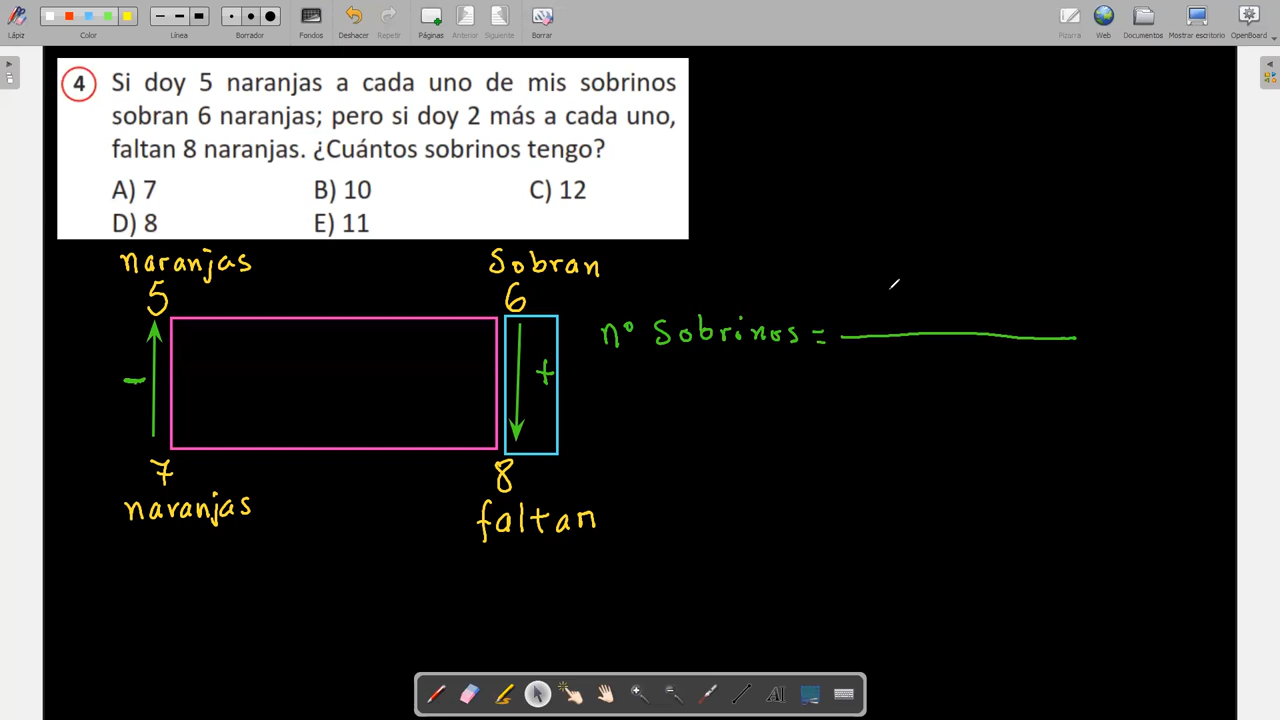 Lápiz
Color
Línea
Borrador
Fondos
Deshacer
Repetir
Páginas
Anterior
Siguiente
Borrar
Pizarra
Web
Documentos
Mostrar escritorio
OpenBoard
4 Si doy 5 naranjas a cada uno de mis sobrinos
sobran 6 naranjas; pero si doy 2 más a cada uno,
faltan 8 naranjas. ¿Cuántos sobrinos tengo?
A) 7 B) 10 C) 12
D) 8 E) 11
naranjas Sobran
5 6
n° Sobrinos =
- +
7 8
naranjas faltan
AI